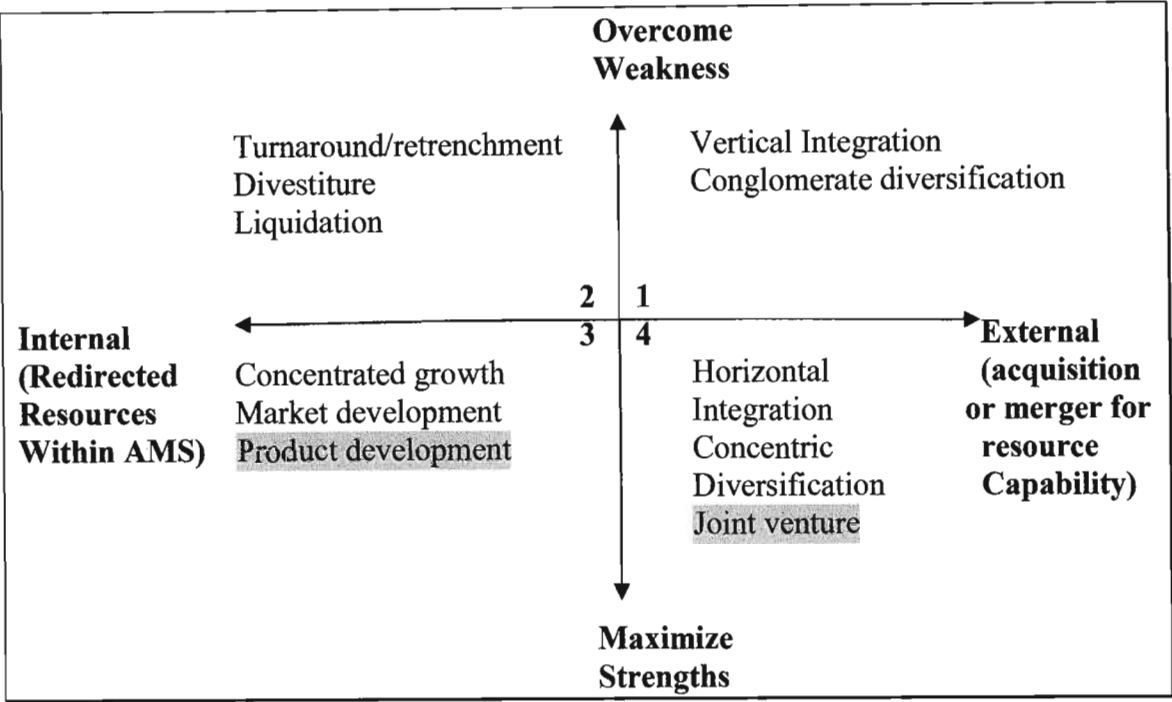 Overcome
Weakness
Turnaround/retrenchment
Divestiture
Liquidation
Vertical Integration
Conglomerate diversification
2 1
3 4
Internal
(Redirected
Resources
Within AMS)
Concentrated growth
Market development
Product development
Horizontal
Integration
Concentric
Diversification
Joint venture
External
(acquisition
or merger for
resource
Capability)
Maximize
Strengths